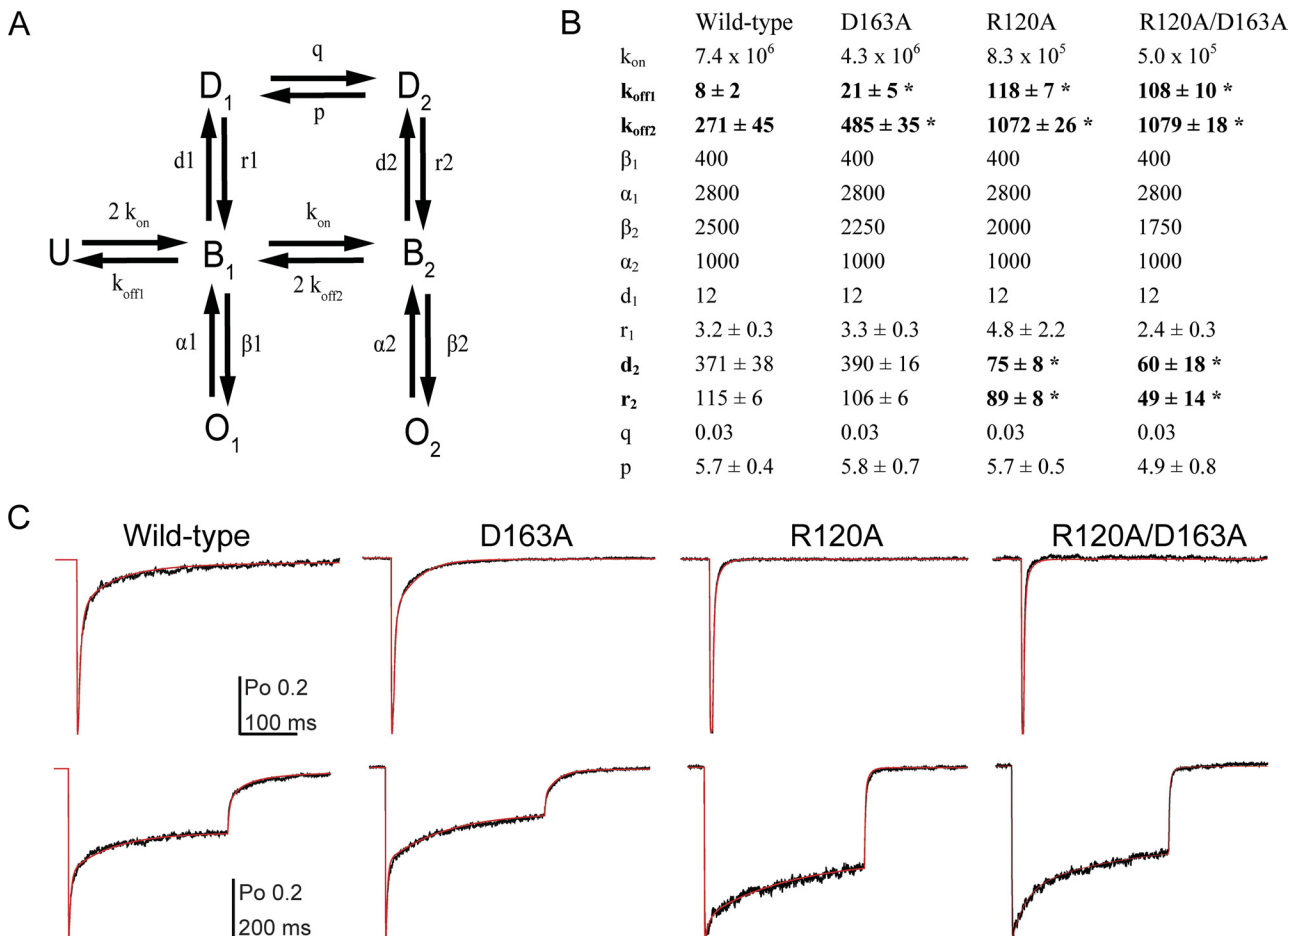 A
q
D1 D2
p
d1 r1 d2 r2
2 kon kon
U B1 B2
koff1 2 koff2
α1 β1 α2 β2
O1 O2
B
Wild-type D163A R120A R120A/D163A
kon 7.4 x 10⁶ 4.3 x 10⁶ 8.3 x 10⁵ 5.0 x 10⁵
koff1 8 ± 2 21 ± 5 * 118 ± 7 * 108 ± 10 *
koff2 271 ± 45 485 ± 35 * 1072 ± 26 * 1079 ± 18 *
β1 400 400 400 400
α1 2800 2800 2800 2800
β2 2500 2250 2000 1750
α2 1000 1000 1000 1000
d1 12 12 12 12
r1 3.2 ± 0.3 3.3 ± 0.3 4.8 ± 2.2 2.4 ± 0.3
d2 371 ± 38 390 ± 16 75 ± 8 * 60 ± 18 *
r2 115 ± 6 106 ± 6 89 ± 8 * 49 ± 14 *
q 0.03 0.03 0.03 0.03
p 5.7 ± 0.4 5.8 ± 0.7 5.7 ± 0.5 4.9 ± 0.8
C
Wild-type D163A R120A R120A/D163A
Po 0.2
100 ms
Po 0.2
200 ms